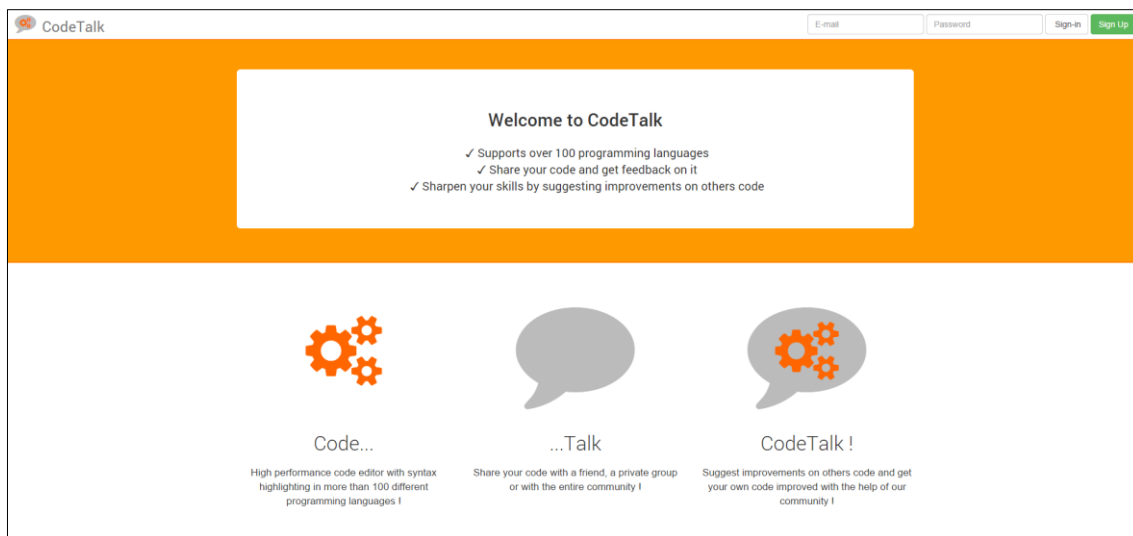 CodeTalk
E-mail
Password
Sign-in
Sign Up
Welcome to CodeTalk
✓ Supports over 100 programming languages
✓ Share your code and get feedback on it
✓ Sharpen your skills by suggesting improvements on others code
Code...
High performance code editor with syntax
highlighting in more than 100 different
programming languages !
...Talk
Share your code with a friend, a private group
or with the entire community !
CodeTalk !
Suggest improvements on others code and get
your own code improved with the help of our
community !